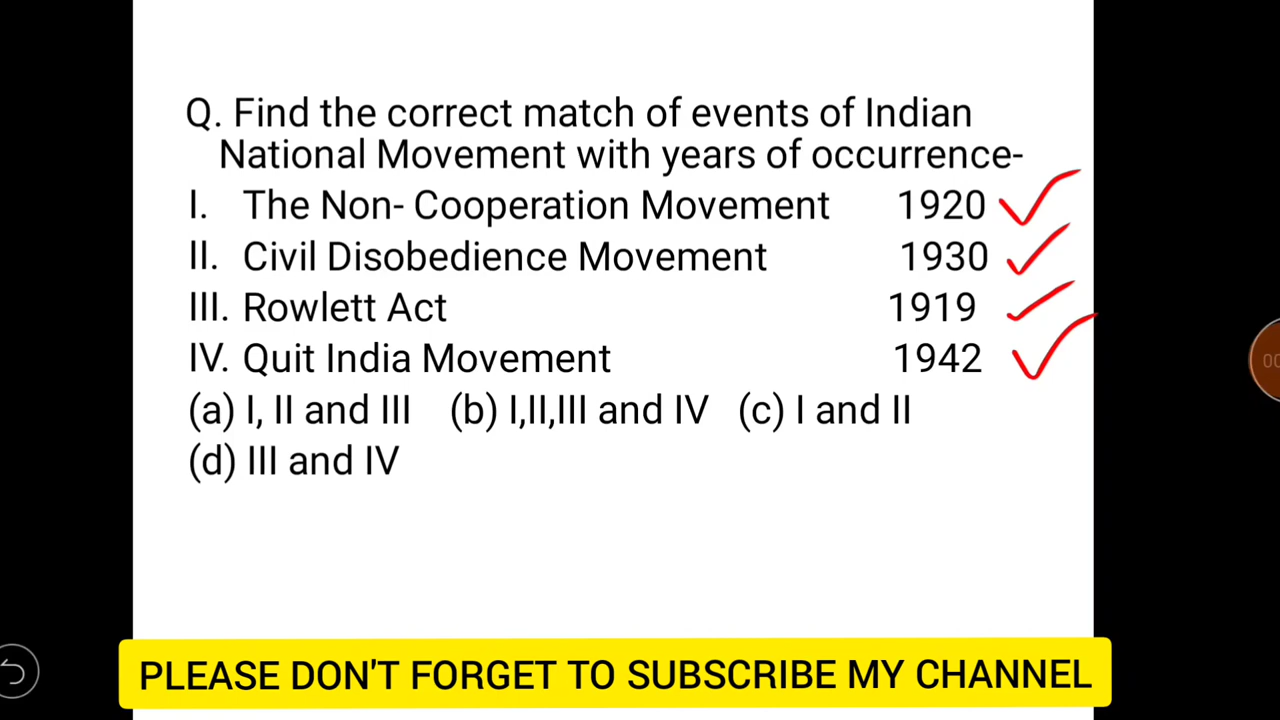 Q. Find the correct match of events of Indian
National Movement with years of occurrence-
I. The Non- Cooperation Movement 1920
II. Civil Disobedience Movement 1930
III. Rowlett Act 1919
IV. Quit India Movement 1942
(a) I, II and III (b) I,II,III and IV (c) I and II
(d) III and IV
PLEASE DON'T FORGET TO SUBSCRIBE MY CHANNEL